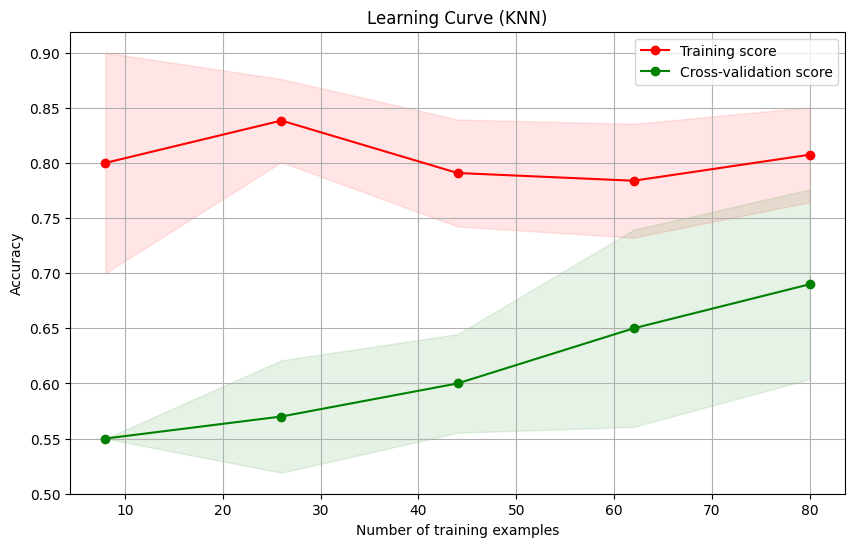 Learning Curve (KNN)
Training score
Cross-validation score
Accuracy
0.90
0.85
0.80
0.75
0.70
0.65
0.60
0.55
0.50
10 20 30 40 50 60 70 80
Number of training examples